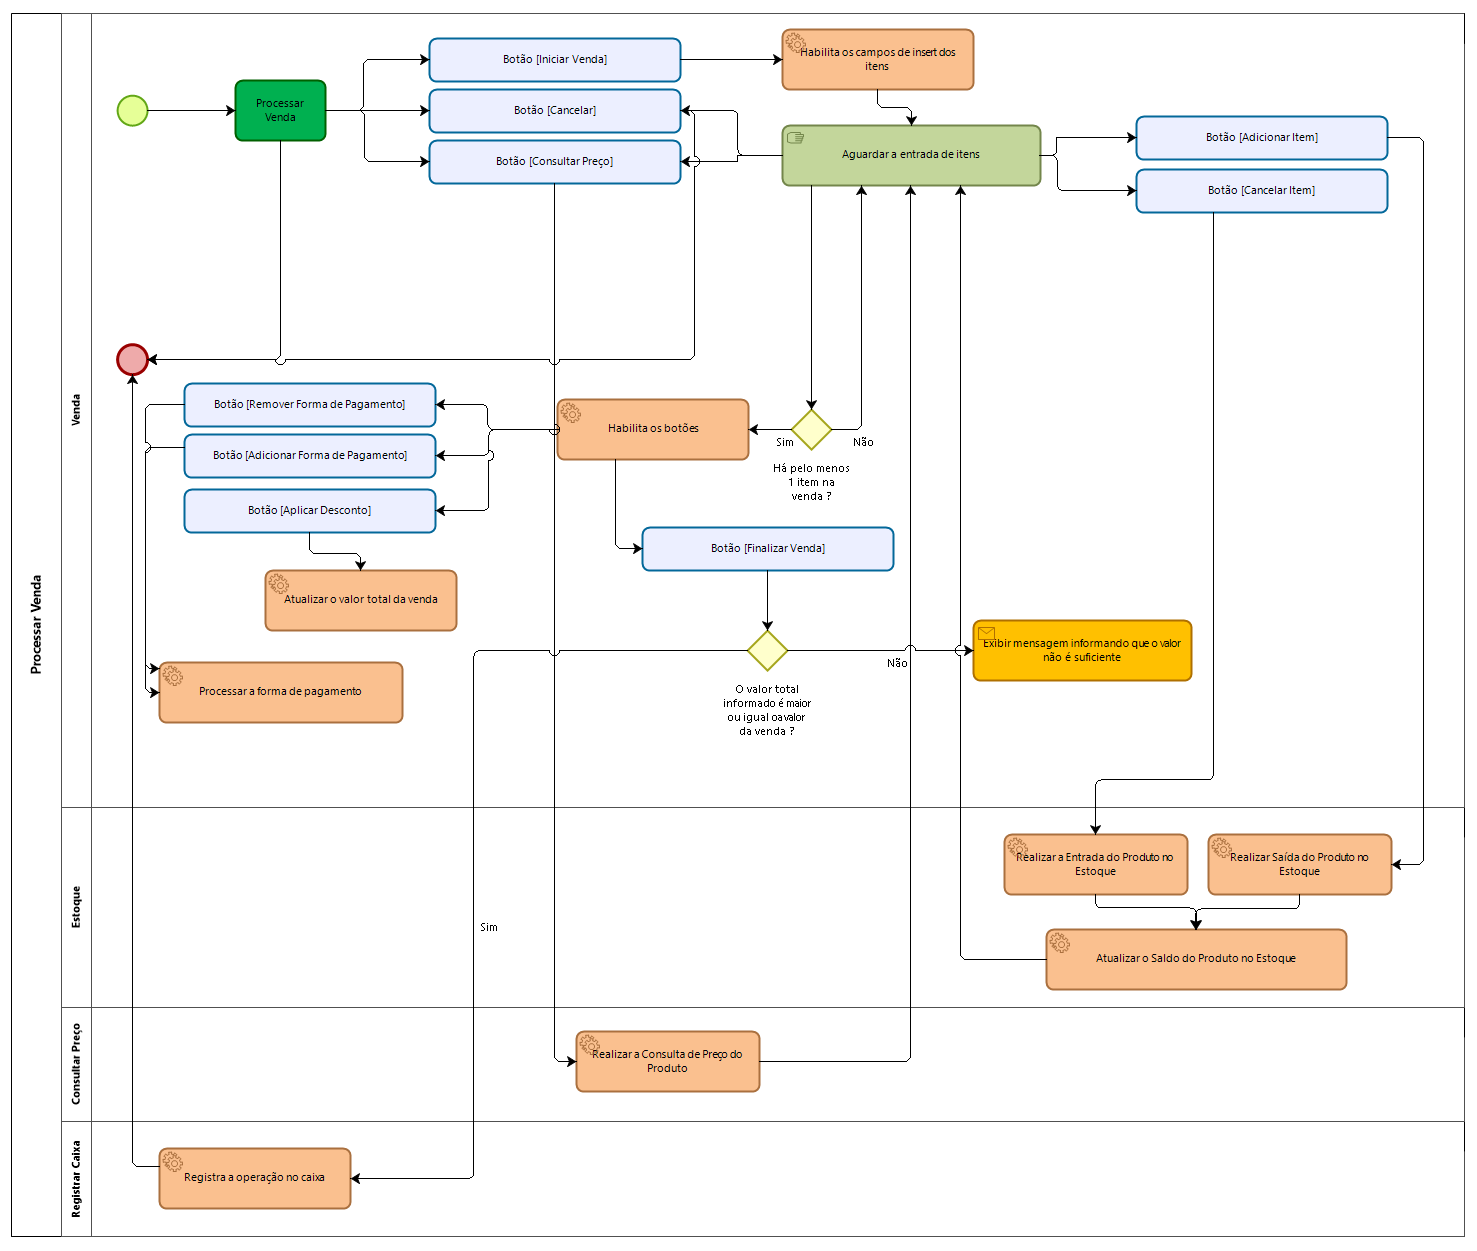 Processar Venda
Venda
Estoque
Consultar Preço
Registrar Caixa
Processar
Venda
Botão [Iniciar Venda]
Botão [Cancelar]
Botão [Consultar Preço]
Habilita os campos de insert dos
itens
Aguardar a entrada de itens
Botão [Adicionar Item]
Botão [Cancelar Item]
Botão [Remover Forma de Pagamento]
Botão [Adicionar Forma de Pagamento]
Botão [Aplicar Desconto]
Habilita os botões
Sim
Não
Há pelo menos
1 item na
venda ?
Botão [Finalizar Venda]
Atualizar o valor total da venda
Processar a forma de pagamento
Não
O valor total
informado é maior
ou igual oavalor
da venda ?
Exibir mensagem informando que o valor
não é suficiente
Realizar a Entrada do Produto no
Estoque
Realizar Saída do Produto no
Estoque
Sim
Atualizar o Saldo do Produto no Estoque
Realizar a Consulta de Preço do
Produto
Registra a operação no caixa